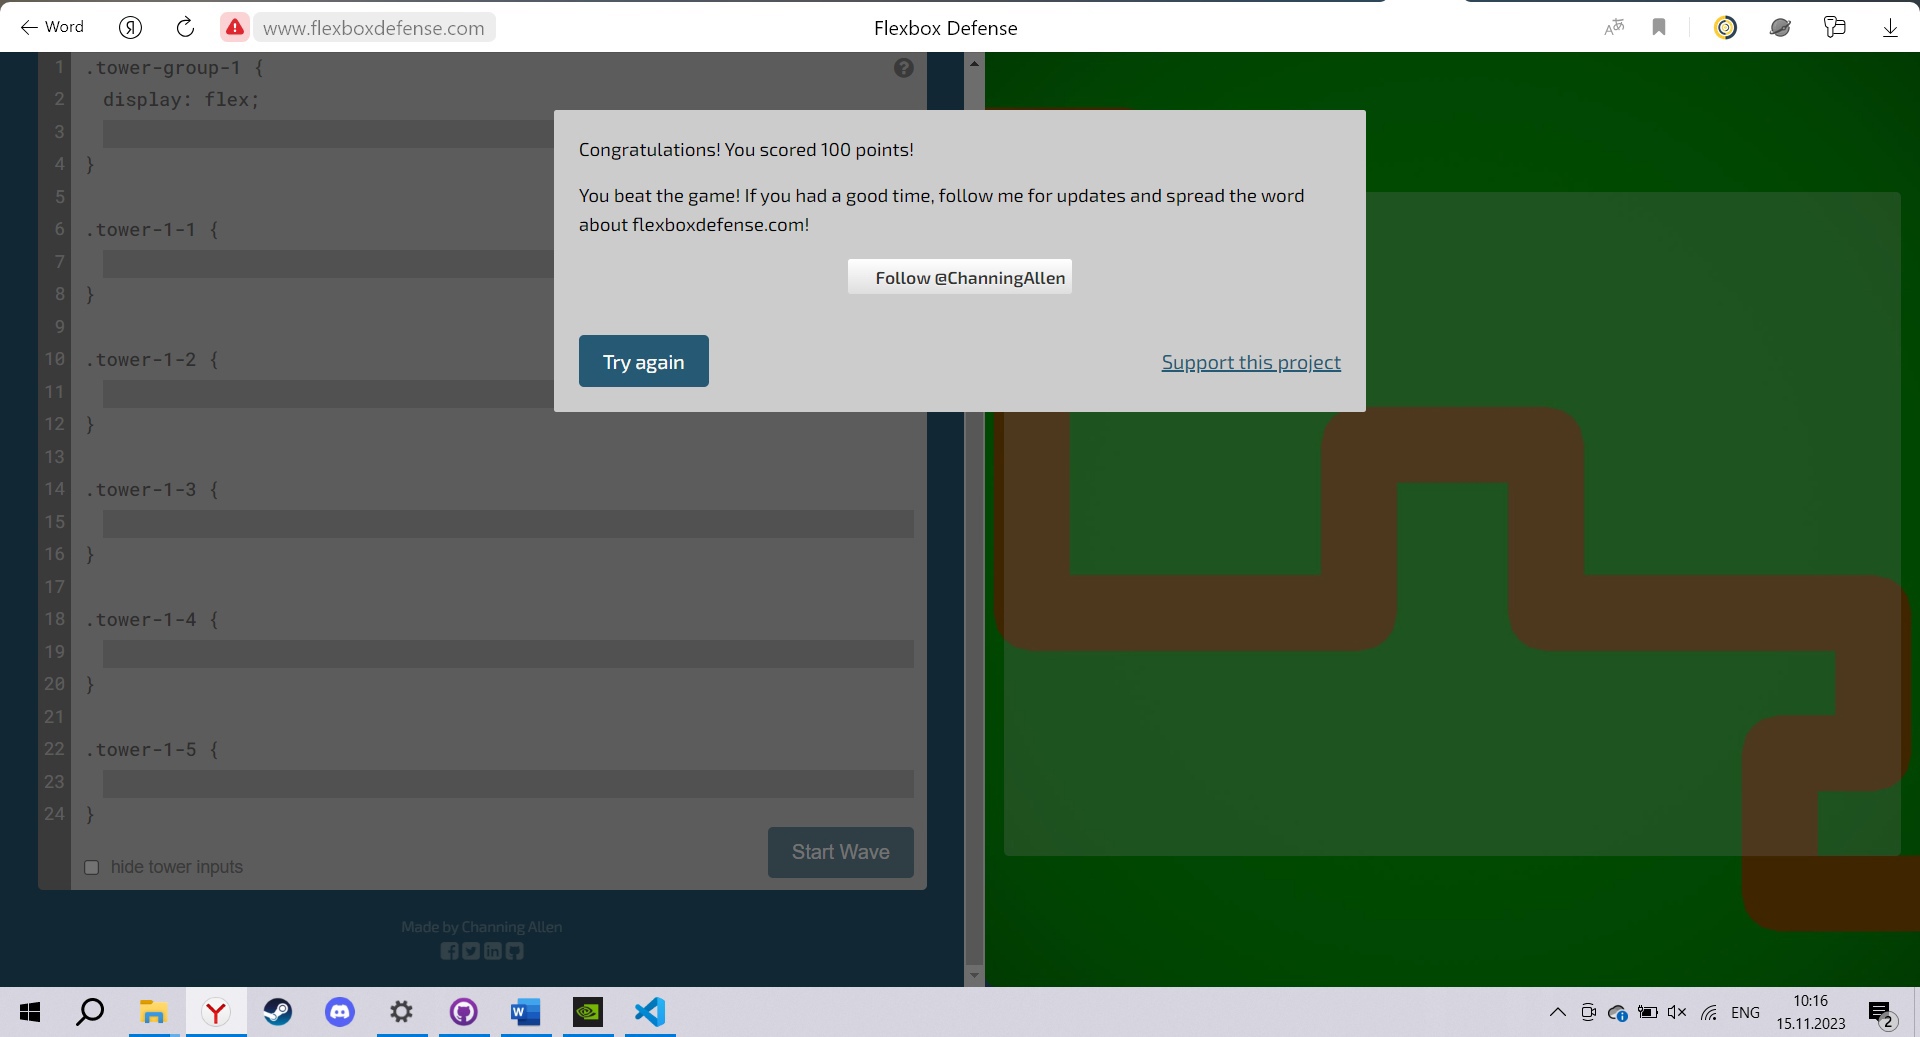 Word
www.flexboxdefense.com
Flexbox Defense
1 .tower-group-1 {
2 display: flex;
3
4 }
5
6 .tower-1-1 {
7
8 }
9
10 .tower-1-2 {
11
12 }
13
14 .tower-1-3 {
15
16 }
17
18 .tower-1-4 {
19
20 }
21
22 .tower-1-5 {
23
24 }
hide tower inputs
Start Wave
Made by Channing Allen
Congratulations! You scored 100 points!
You beat the game! If you had a good time, follow me for updates and spread the word
about flexboxdefense.com!
Follow @ChanningAllen
Try again
Support this project
ENG
10:16
15.11.2023
2